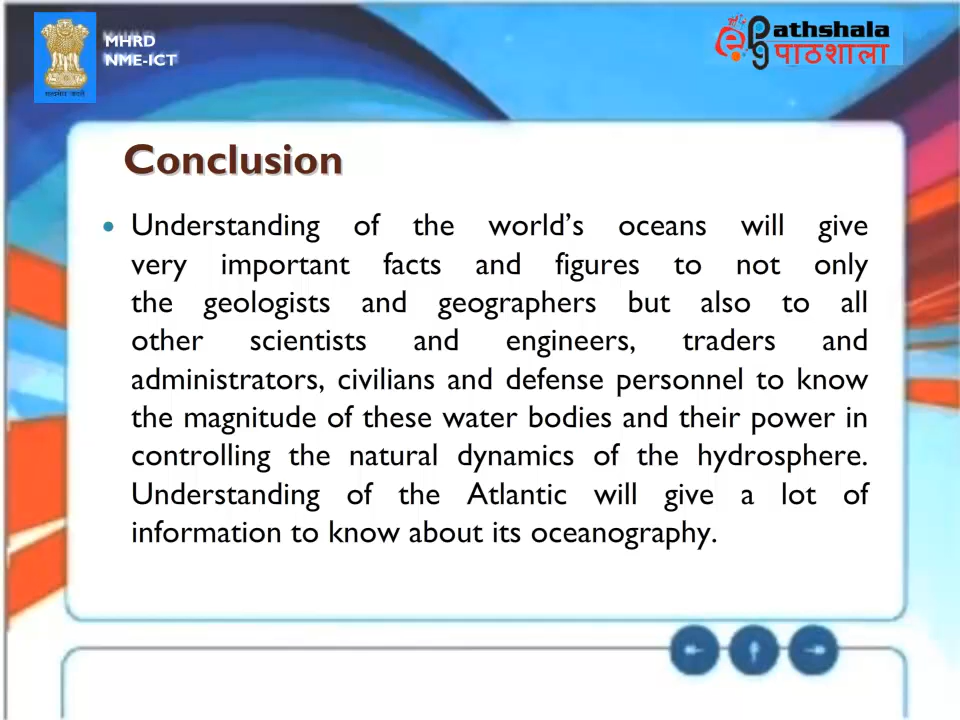 MHRD
NME-ICT
Pathshala
पाठशाला
Conclusion
• Understanding of the world’s oceans will give
very important facts and figures to not only
the geologists and geographers but also to all
other scientists and engineers, traders and
administrators, civilians and defense personnel to know
the magnitude of these water bodies and their power in
controlling the natural dynamics of the hydrosphere.
Understanding of the Atlantic will give a lot of
information to know about its oceanography.